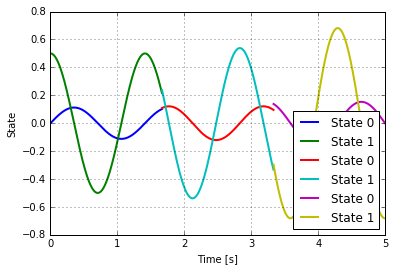 0.8
0.6
0.4
0.2
0.0
−0.2
−0.4
−0.6
−0.8
State
0 1 2 3 4 5
Time [s]
State 0
State 1
State 0
State 1
State 0
State 1